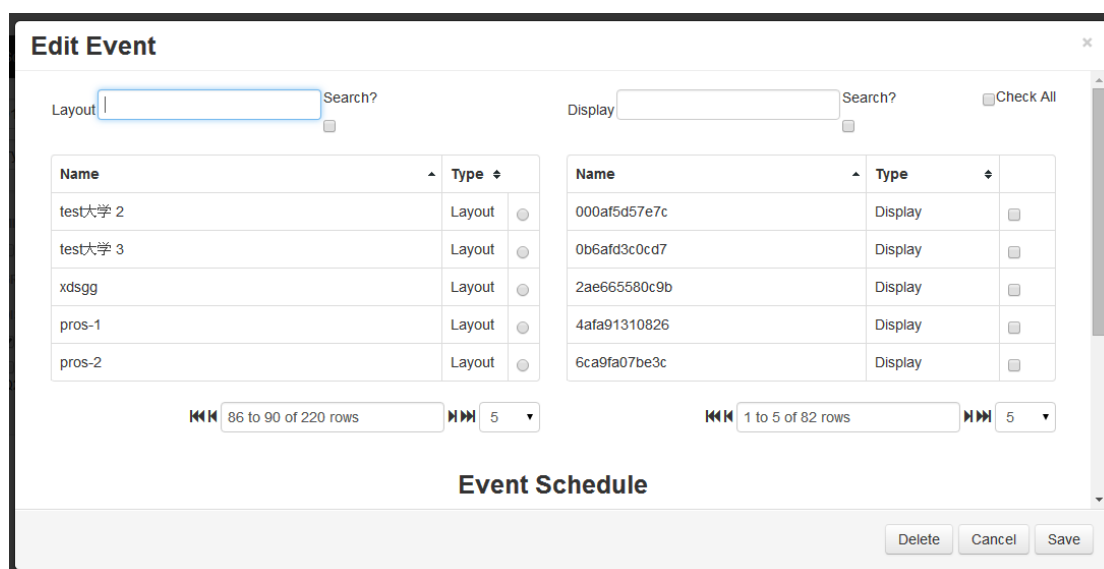 Edit Event
×
Layout
Search?
Display
Search?
Check All
Name Type
test大学 2 Layout
test大学 3 Layout
xdsgg Layout
pros-1 Layout
pros-2 Layout
86 to 90 of 220 rows 5
Name Type
000af5d57e7c Display
0b6afd3c0cd7 Display
2ae665580c9b Display
4afa91310826 Display
6ca9fa07be3c Display
1 to 5 of 82 rows 5
Event Schedule
Delete Cancel Save